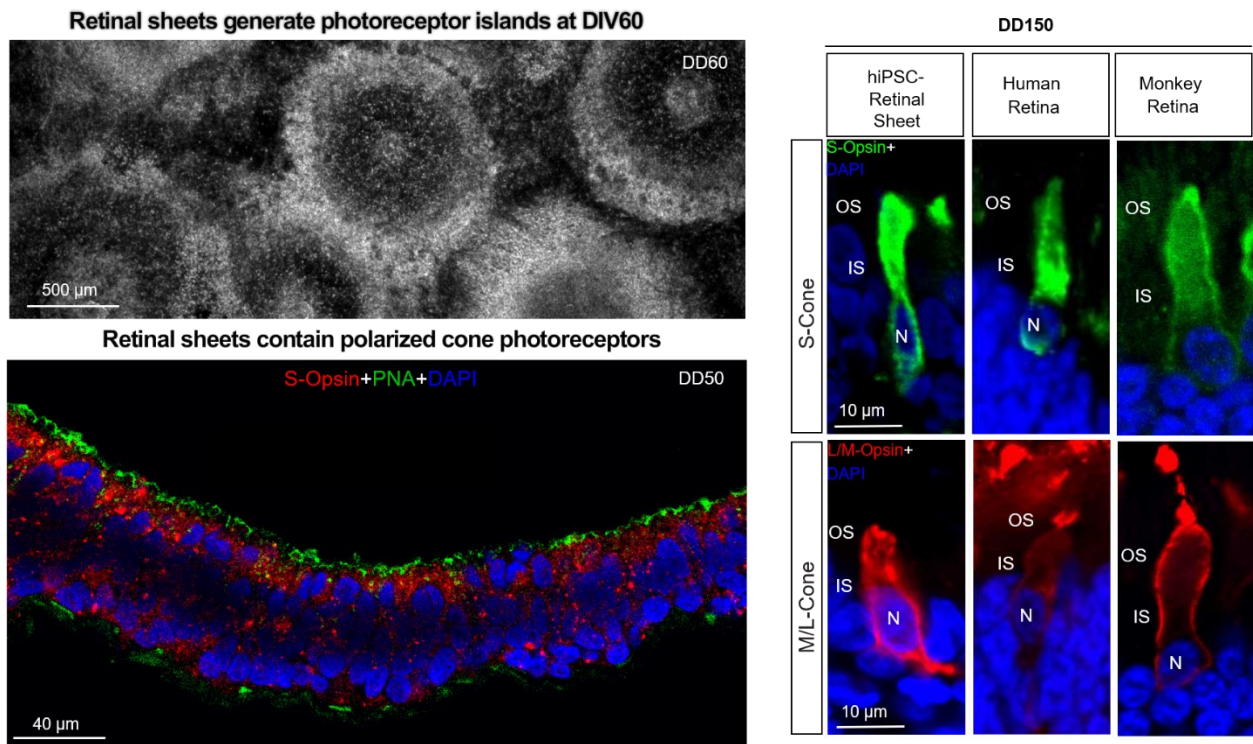 Retinal sheets generate photoreceptor islands at DIV60
DD60
500 µm
Retinal sheets contain polarized cone photoreceptors
S-Opsin+PNA+DAPI
DD50
40 µm
DD150
hiPSC-
Retinal
Sheet
Human
Retina
Monkey
Retina
S-Cone
S-Opsin+
DAPI
OS
IS
N
10 µm
OS
IS
N
OS
IS
M/L-Cone
L/M-Opsin+
DAPI
OS
IS
N
10 µm
OS
IS
N
OS
IS
N